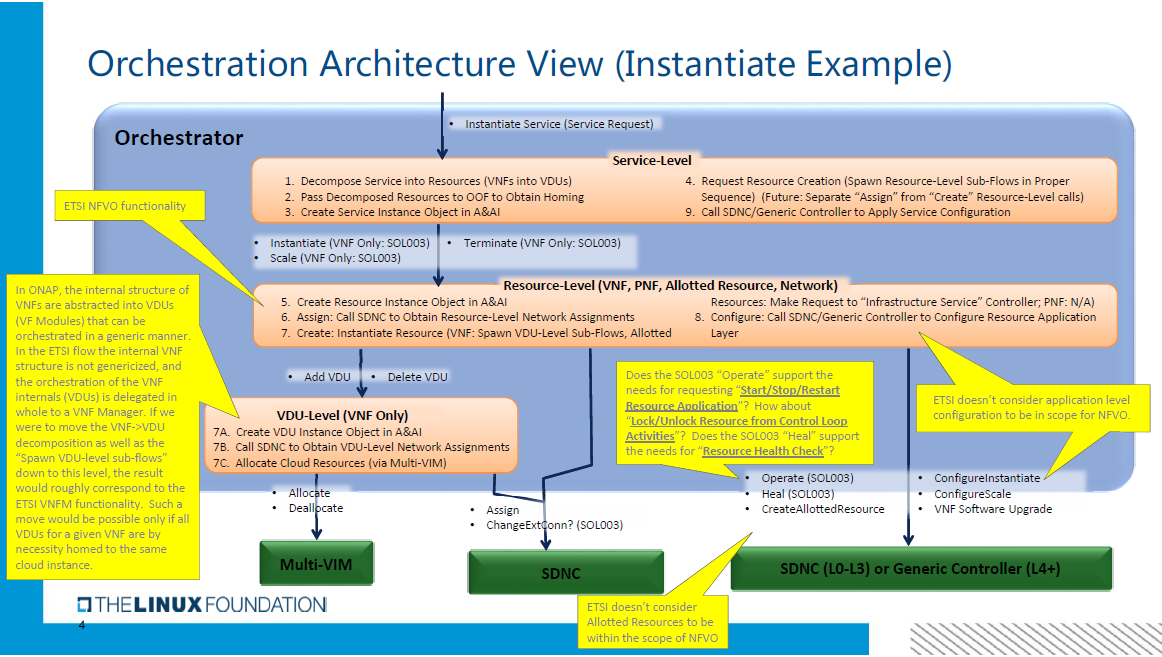 Orchestration Architecture View (Instantiate Example)
• Instantiate Service (Service Request)
Orchestrator
Service-Level
1. Decompose Service into Resources (VNFs into VDUs)
2. Pass Decomposed Resources to OOF to Obtain Homing
3. Create Service Instance Object in A&AI
4. Request Resource Creation (Spawn Resource-Level Sub-Flows in Proper
Sequence) (Future: Separate "Assign" from "Create" Resource-Level calls)
9. Call SDNC/Generic Controller to Apply Service Configuration
ETSI NFVO functionality
• Instantiate (VNF Only: SOL003)
• Scale (VNF Only: SOL003)
• Terminate (VNF Only: SOL003)
Resource-Level (VNF, PNF, Allotted Resource, Network)
5. Create Resource Instance Object in A&AI
6. Assign: Call SDNC to Obtain Resource-Level Network Assignments
7. Create: Instantiate Resource (VNF: Spawn VDU-Level Sub-Flows, Allotted
Resources: Make Request to "Infrastructure Service" Controller; PNF: N/A)
8. Configure: Call SDNC/Generic Controller to Configure Resource Application
Layer
In ONAP, the internal structure of
VNFs are abstracted into VDUs
(VF Modules) that can be
orchestrated in a generic manner.
In the ETSI flow the internal VNF
structure is not genericized, and
the orchestration of the VNF
internals (VDUs) is delegated in
whole to a VNF Manager. If we
were to move the VNF->VDU
decomposition as well as the
"Spawn VDU-level sub-flows"
down to this level, the result
would roughly correspond to the
ETSI VNFM functionality. Such a
move would be possible only if all
VDUs for a given VNF are by
necessity homed to the same
cloud instance.
• Add VDU
• Delete VDU
VDU-Level (VNF Only)
7A. Create VDU Instance Object in A&AI
7B. Call SDNC to Obtain VDU-Level Network Assignments
7C. Allocate Cloud Resources (via Multi-VIM)
Does the SOL003 "Operate" support the
needs for requesting "Start/Stop/Restart
Resource Application"? How about
"Lock/Unlock Resource from Control Loop
Activities"? Does the SOL003 "Heal" support
the needs for "Resource Health Check"?
ETSI doesn't consider application level
configuration to be in scope for NFVO.
• Allocate
• Deallocate
• Assign
• ChangeExtConn? (SOL003)
• Operate (SOL003)
• Heal (SOL003)
• CreateAllottedResource
• ConfigureInstantiate
• ConfigureScale
• VNF Software Upgrade
Multi-VIM
SDNC
SDNC (L0-L3) or Generic Controller (L4+)
ETSI doesn't consider
Allotted Resources to be
within the scope of NFVO
THE LINUX FOUNDATION
4